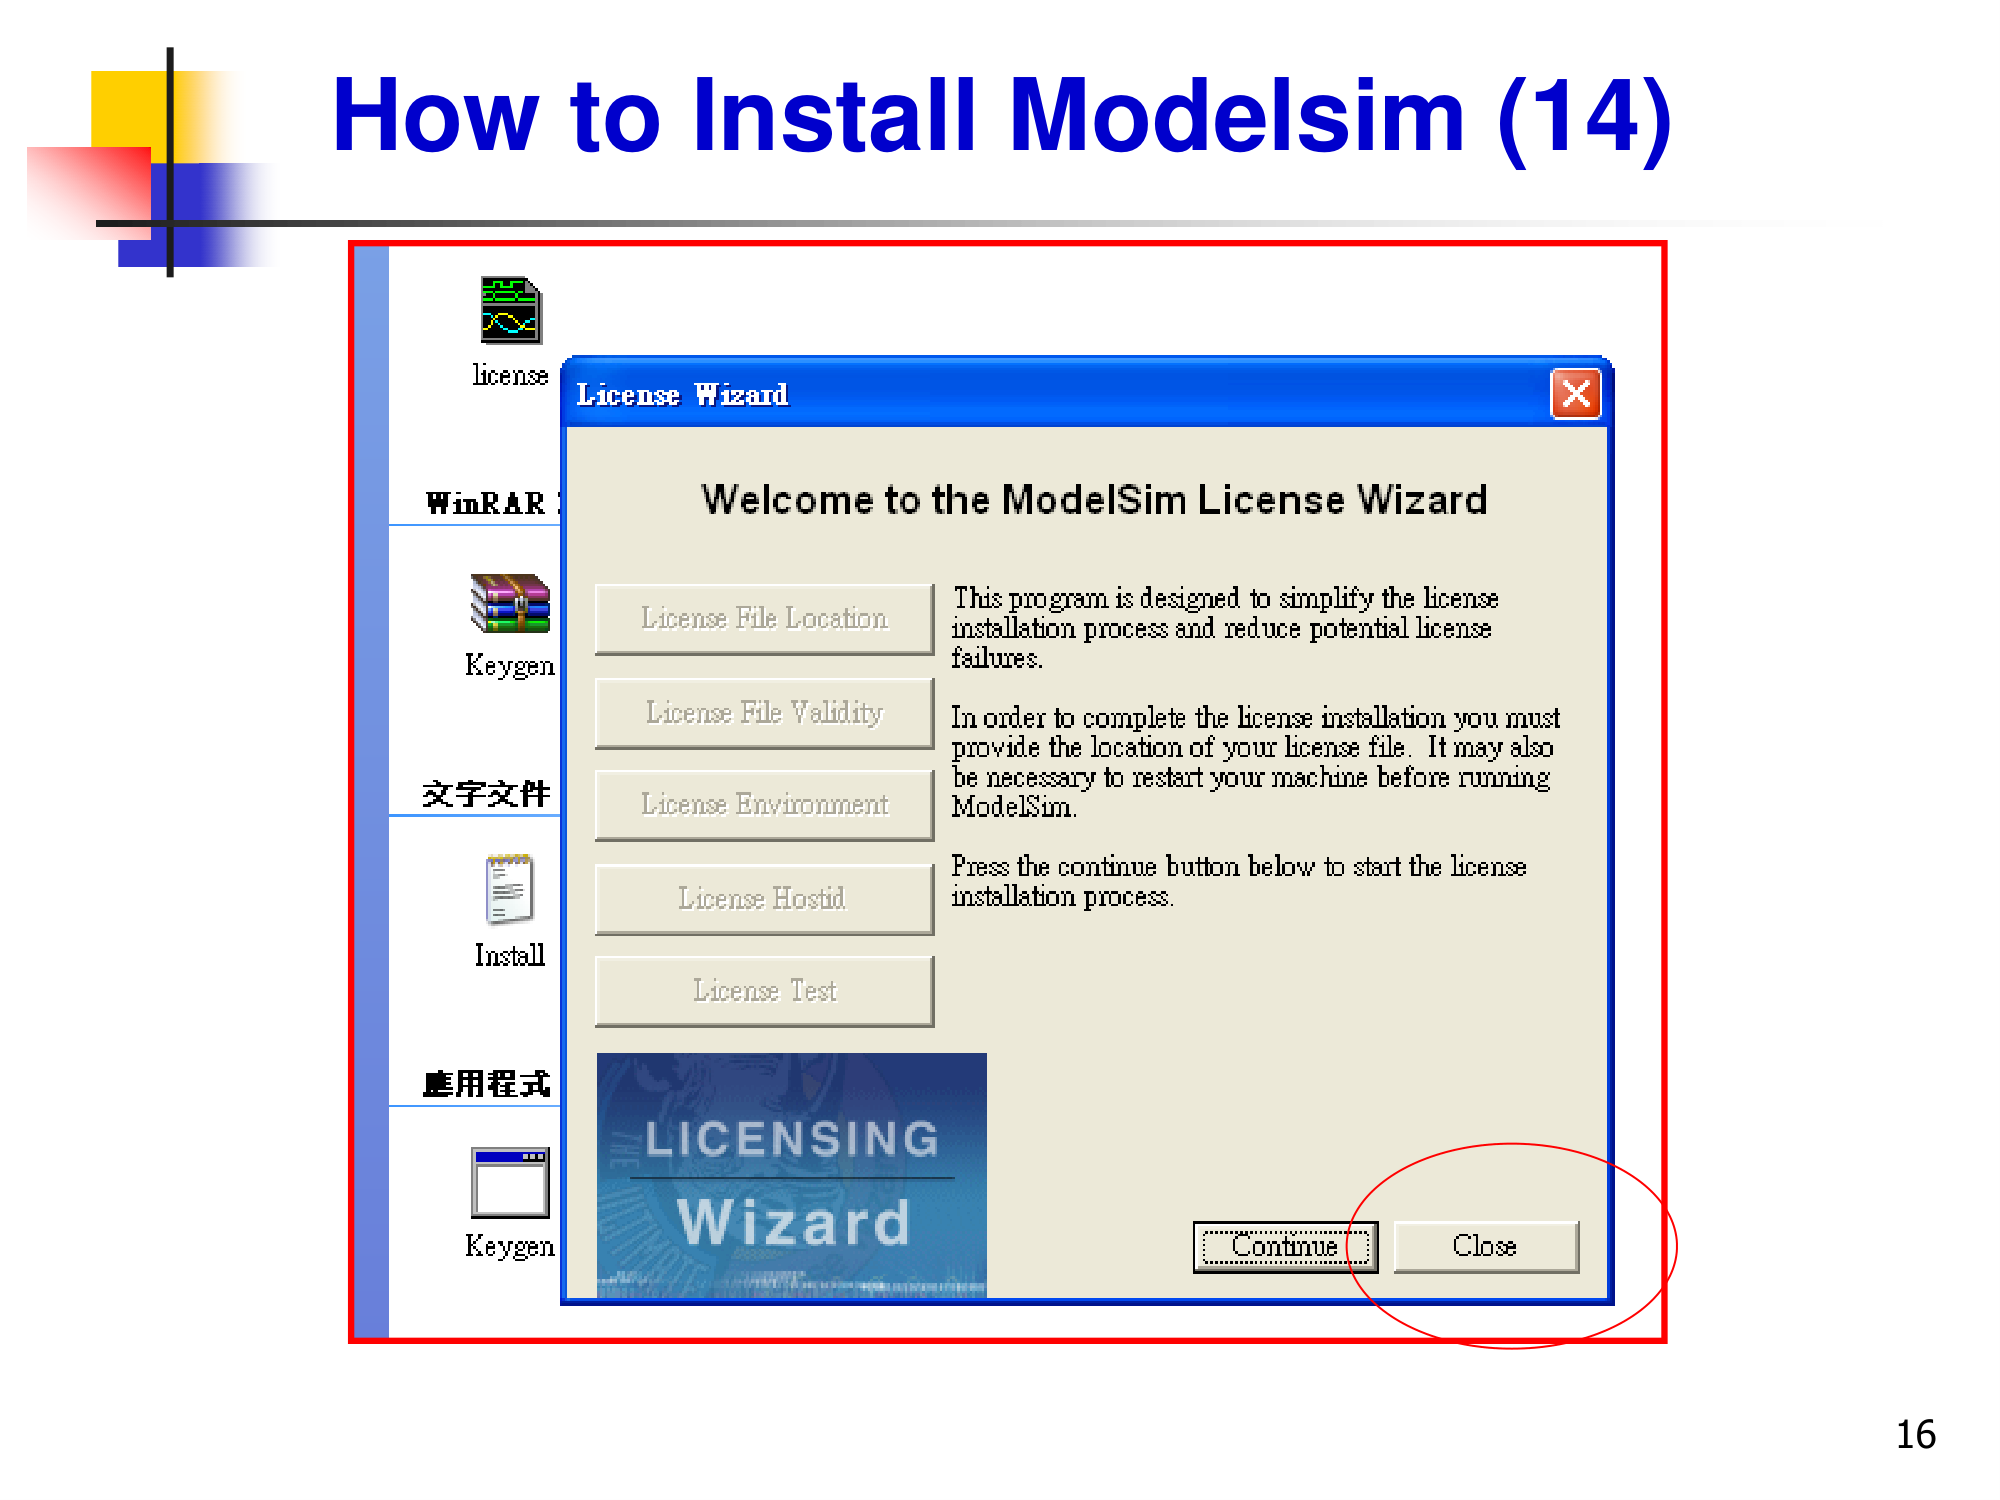 How to Install Modelsim (14)
license
License Wizard
WinRAR
Welcome to the ModelSim License Wizard
Keygen
License File Location
License File Validity
License Environment
License Hostid
License Test
This program is designed to simplify the license
installation process and reduce potential license
failures.
In order to complete the license installation you must
provide the location of your license file.  It may also
be necessary to restart your machine before running
ModelSim.
Press the continue button below to start the license
installation process.
文字文件
Install
應用程式
Keygen
LICENSING
Wizard
Continue
Close
16